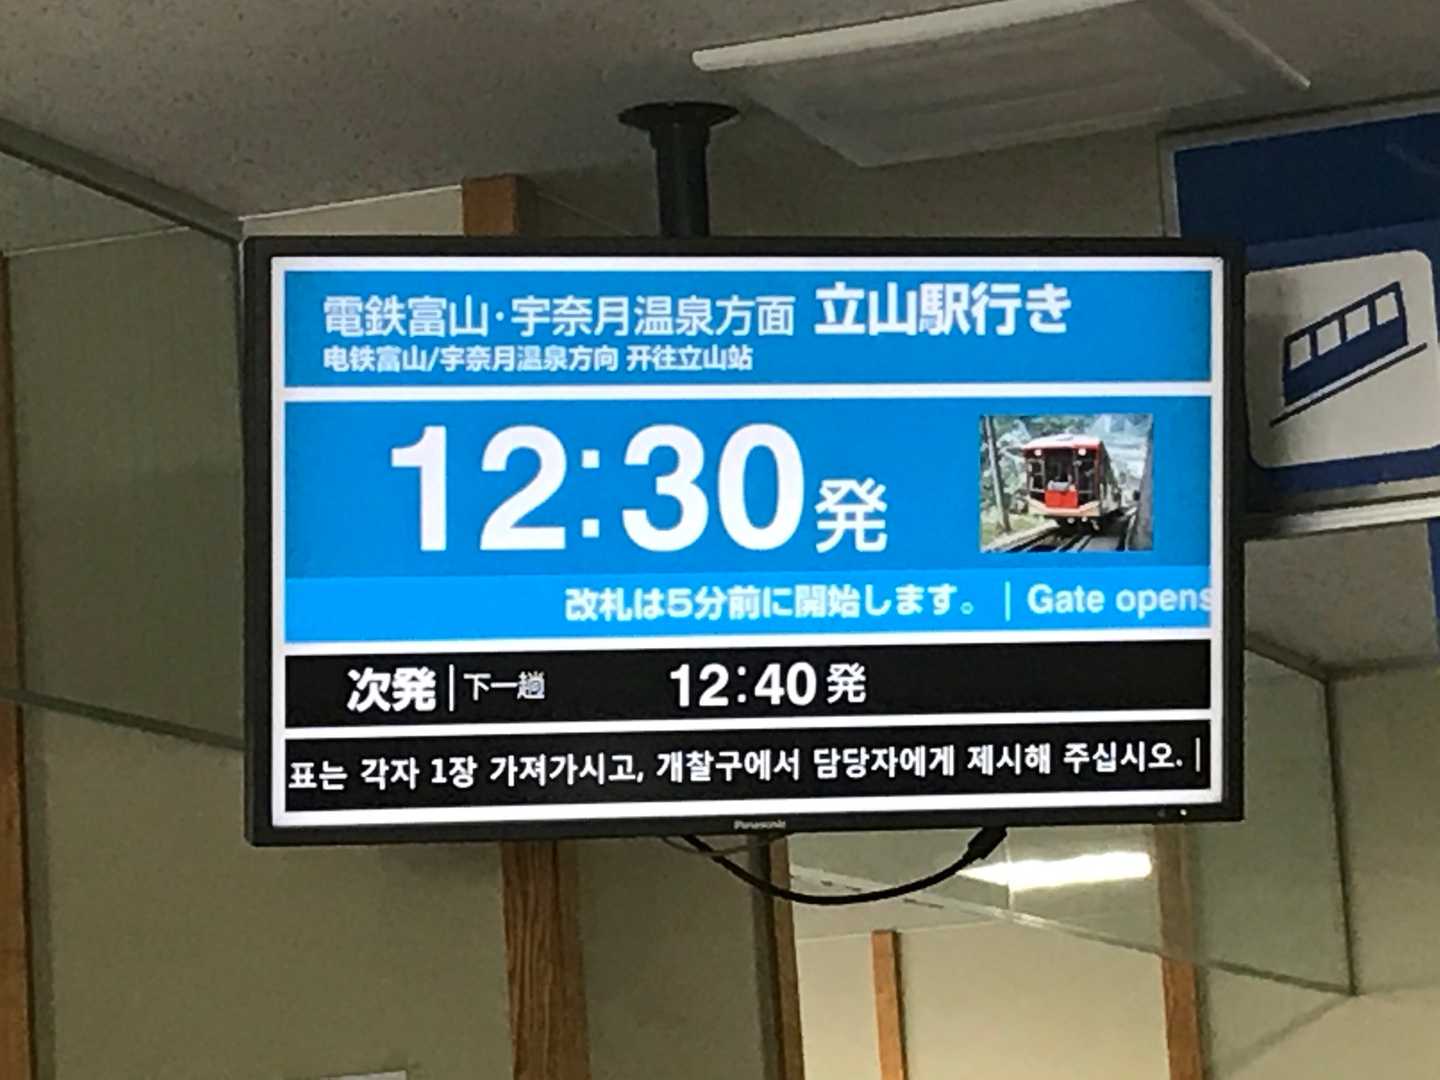 電鉄富山・宇奈月温泉方面 立山駅行き
电铁富山/宇奈月温泉方向 开往立山站
12:30発
改札は5分前に開始します。 | Gate opens
次発 | 下一趟 12:40発
표는 각자 1장 가져가시고, 개찰구에서 담당자에게 제시해 주십시오. |
Panasonic